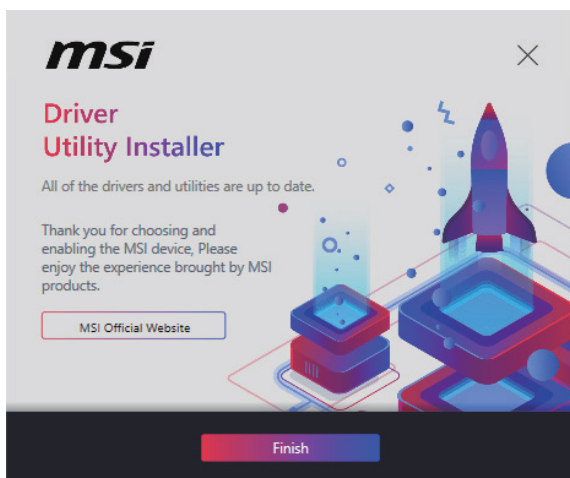 msi
Driver
Utility Installer
All of the drivers and utilities are up to date.
Thank you for choosing and
enabling the MSI device, Please
enjoy the experience brought by MSI
products.
MSI Official Website
Finish